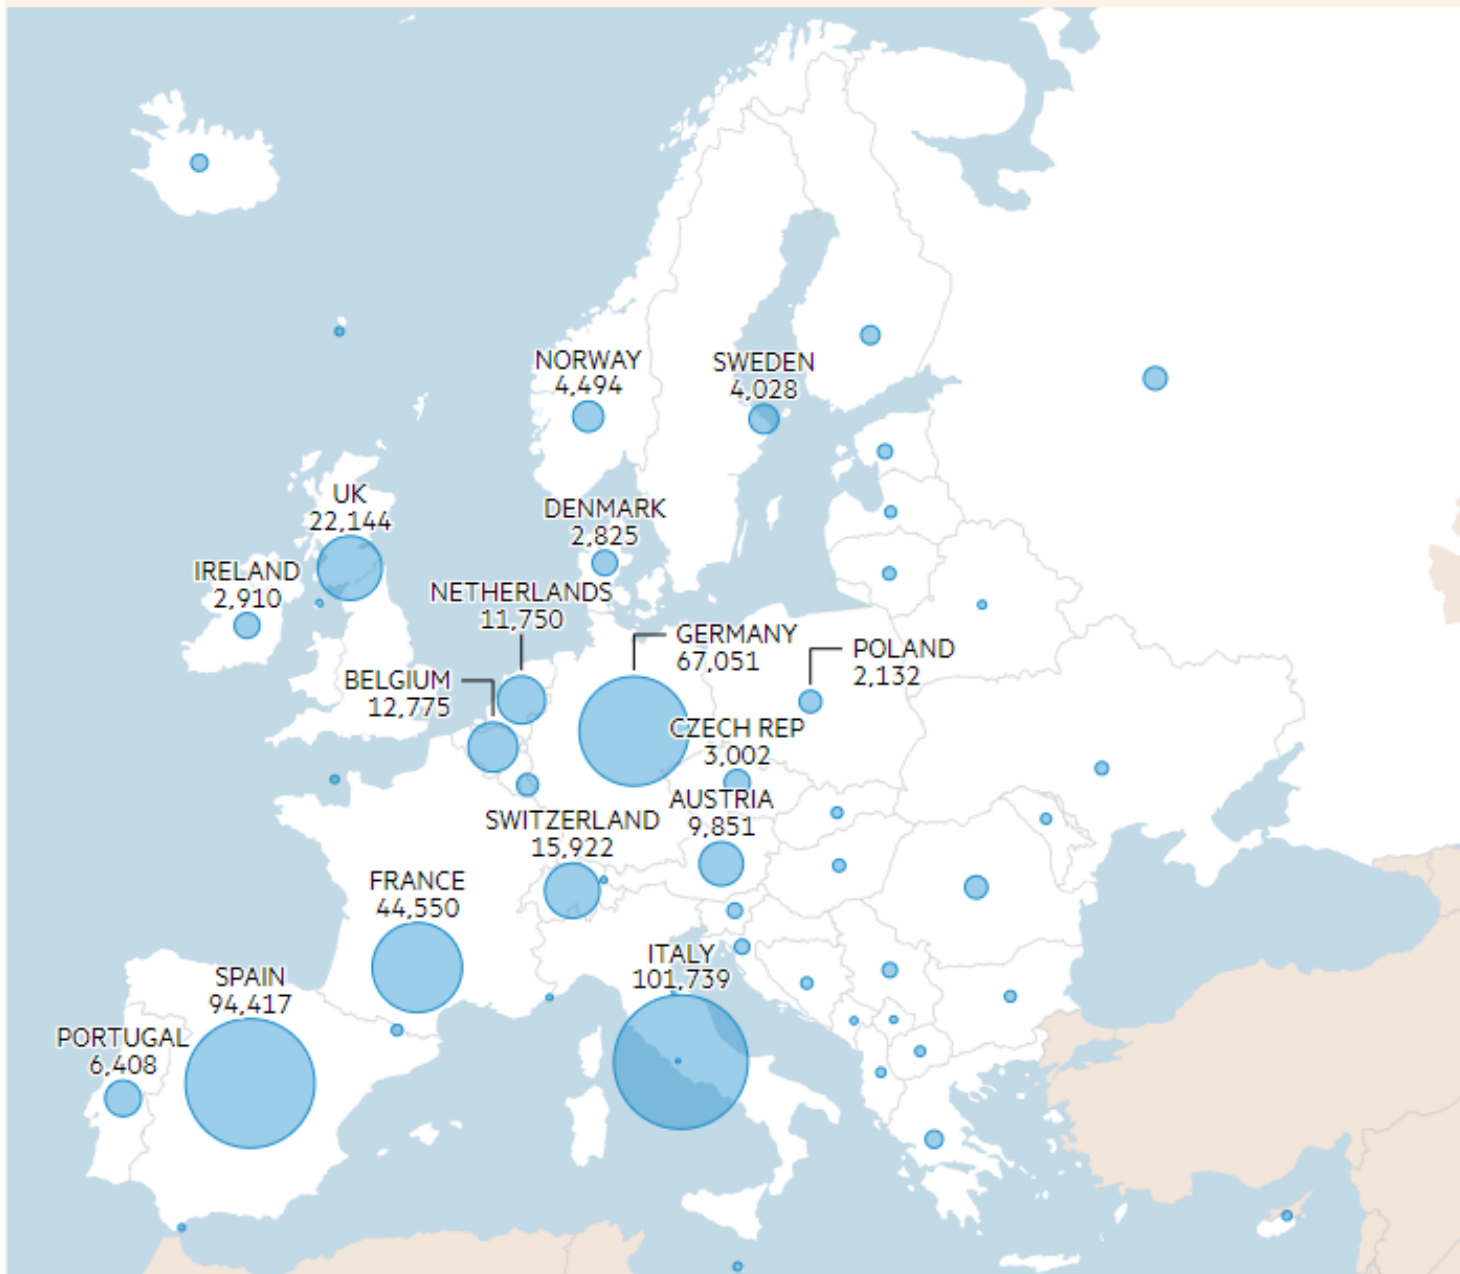 NORWAY
4,494
SWEDEN
4,028
UK
22,144
DENMARK
2,825
IRELAND
2,910
NETHERLANDS
11,750
GERMANY
67,051
POLAND
2,132
BELGIUM
12,775
CZECH REP
3,002
AUSTRIA
9,851
SWITZERLAND
15,922
FRANCE
44,550
ITALY
101,739
SPAIN
94,417
PORTUGAL
6,408